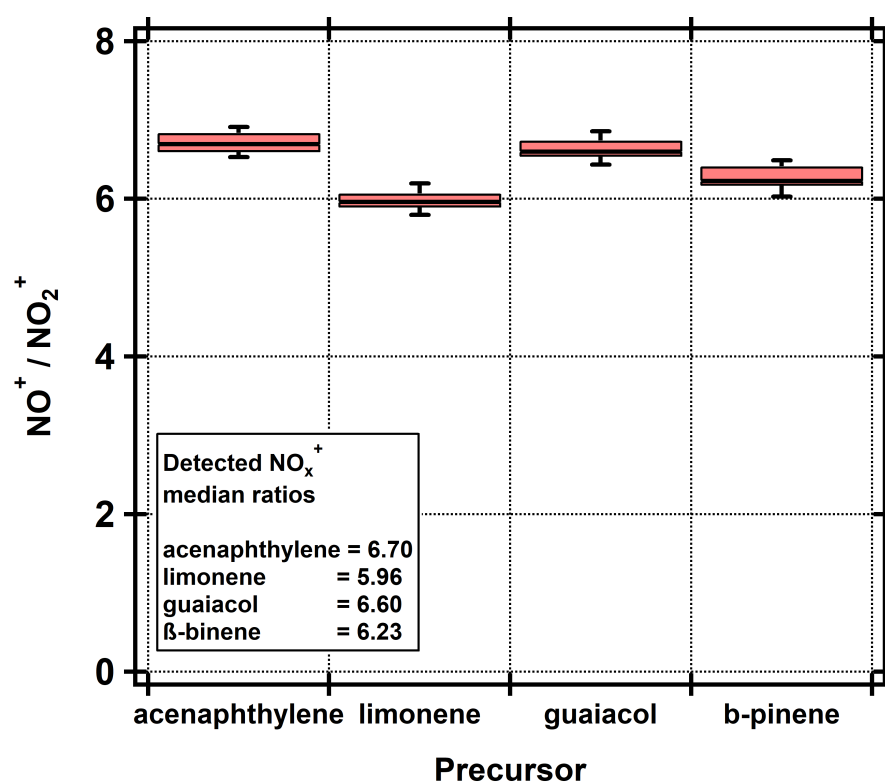 8
6
4
2
0
NO⁺ / NO₂⁺
Detected NOₓ⁺
median ratios
acenaphthylene = 6.70
limonene = 5.96
guaiacol = 6.60
ß-binene = 6.23
acenaphthylene limonene guaiacol b-pinene
Precursor